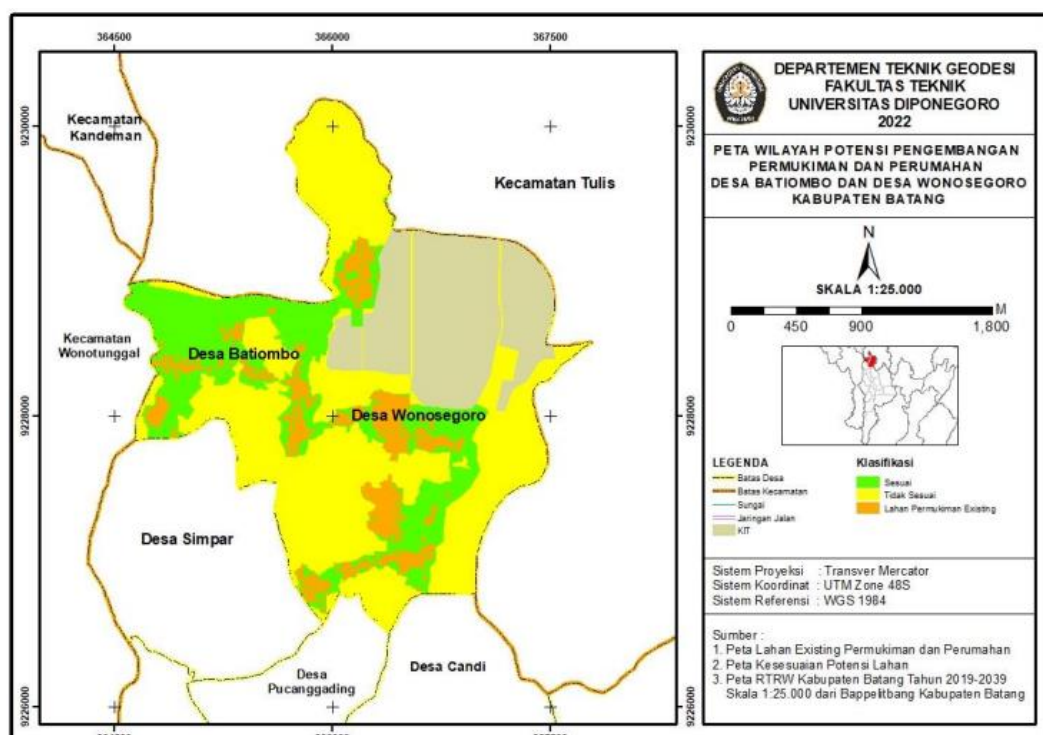 364500 366000 367500
9230000
9228000
9226000
9230000
9228000
9226000
Kecamatan
Kandeman
Kecamatan Tulis
Kecamatan
Wonotunggal
Desa Batiombo
Desa Wonosegoro
Desa Simpar
Desa
Pucanggading
Desa Candi
DEPARTEMEN TEKNIK GEODESI
FAKULTAS TEKNIK
UNIVERSITAS DIPONEGORO
2022
PETA WILAYAH POTENSI PENGEMBANGAN
PERMUKIMAN DAN PERUMAHAN
DESA BATIOMBO DAN DESA WONOSEGORO
KABUPATEN BATANG
N
SKALA 1:25.000
M
0 450 900 1,800
LEGENDA
Batas Desa
Batas Kecamatan
Sungai
Jaringan Jalan
KIT
Klasifikasi
Sesuai
Tidak Sesuai
Lahan Permukiman Existing
Sistem Proyeksi : Transver Mercator
Sistem Koordinat : UTM Zone 48S
Sistem Referensi : WGS 1984
Sumber :
1. Peta Lahan Existing Permukiman dan Perumahan
2. Peta Kesesuaian Potensi Lahan
3. Peta RTRW Kabupaten Batang Tahun 2019-2039
Skala 1:25.000 dari Bappelitbang Kabupaten Batang